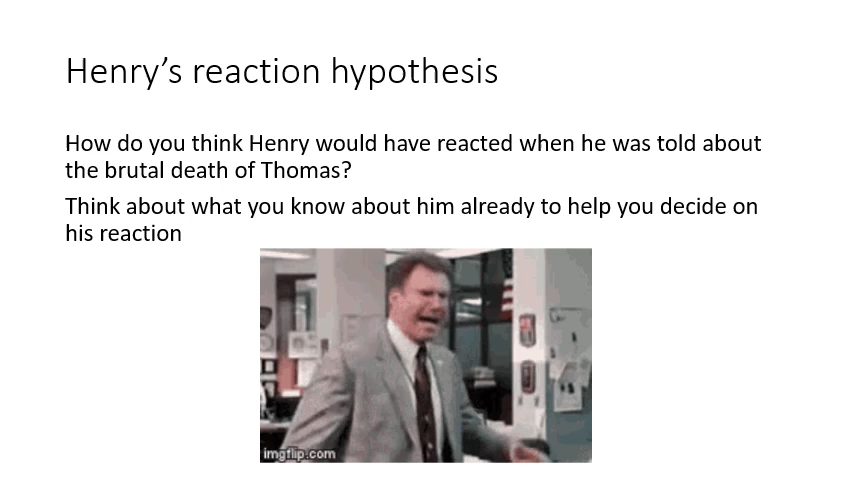 Henry’s reaction hypothesis
How do you think Henry would have reacted when he was told about
the brutal death of Thomas?
Think about what you know about him already to help you decide on
his reaction
imgflip.com